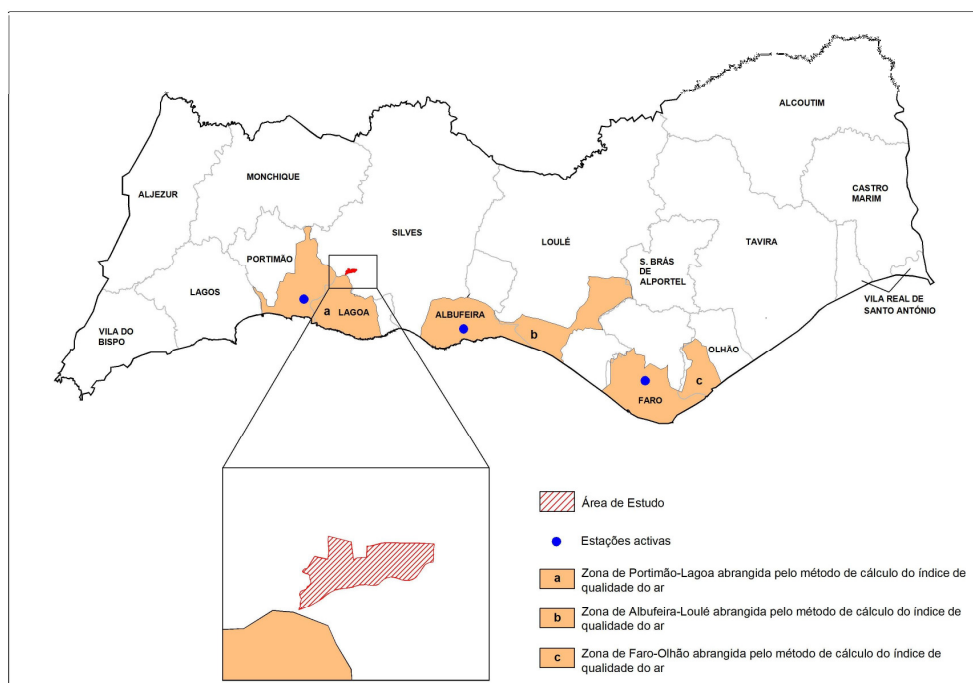 ALCOUTIM
MONCHIQUE
ALJEZUR
CASTRO
MARIM
SILVES
LOULÉ
TAVIRA
PORTIMÃO
S. BRÁS
DE
ALPORTEL
LAGOS
VILA REAL DE
SANTO ANTÓNIO
a
LAGOA
ALBUFEIRA
b
VILA DO
BISPO
OLHÃO
c
FARO
Área de Estudo
Estações activas
a Zona de Portimão-Lagoa abrangida pelo método de cálculo do índice de
qualidade do ar
b Zona de Albufeira-Loulé abrangida pelo método de cálculo do índice de
qualidade do ar
c Zona de Faro-Olhão abrangida pelo método de cálculo do índice de
qualidade do ar